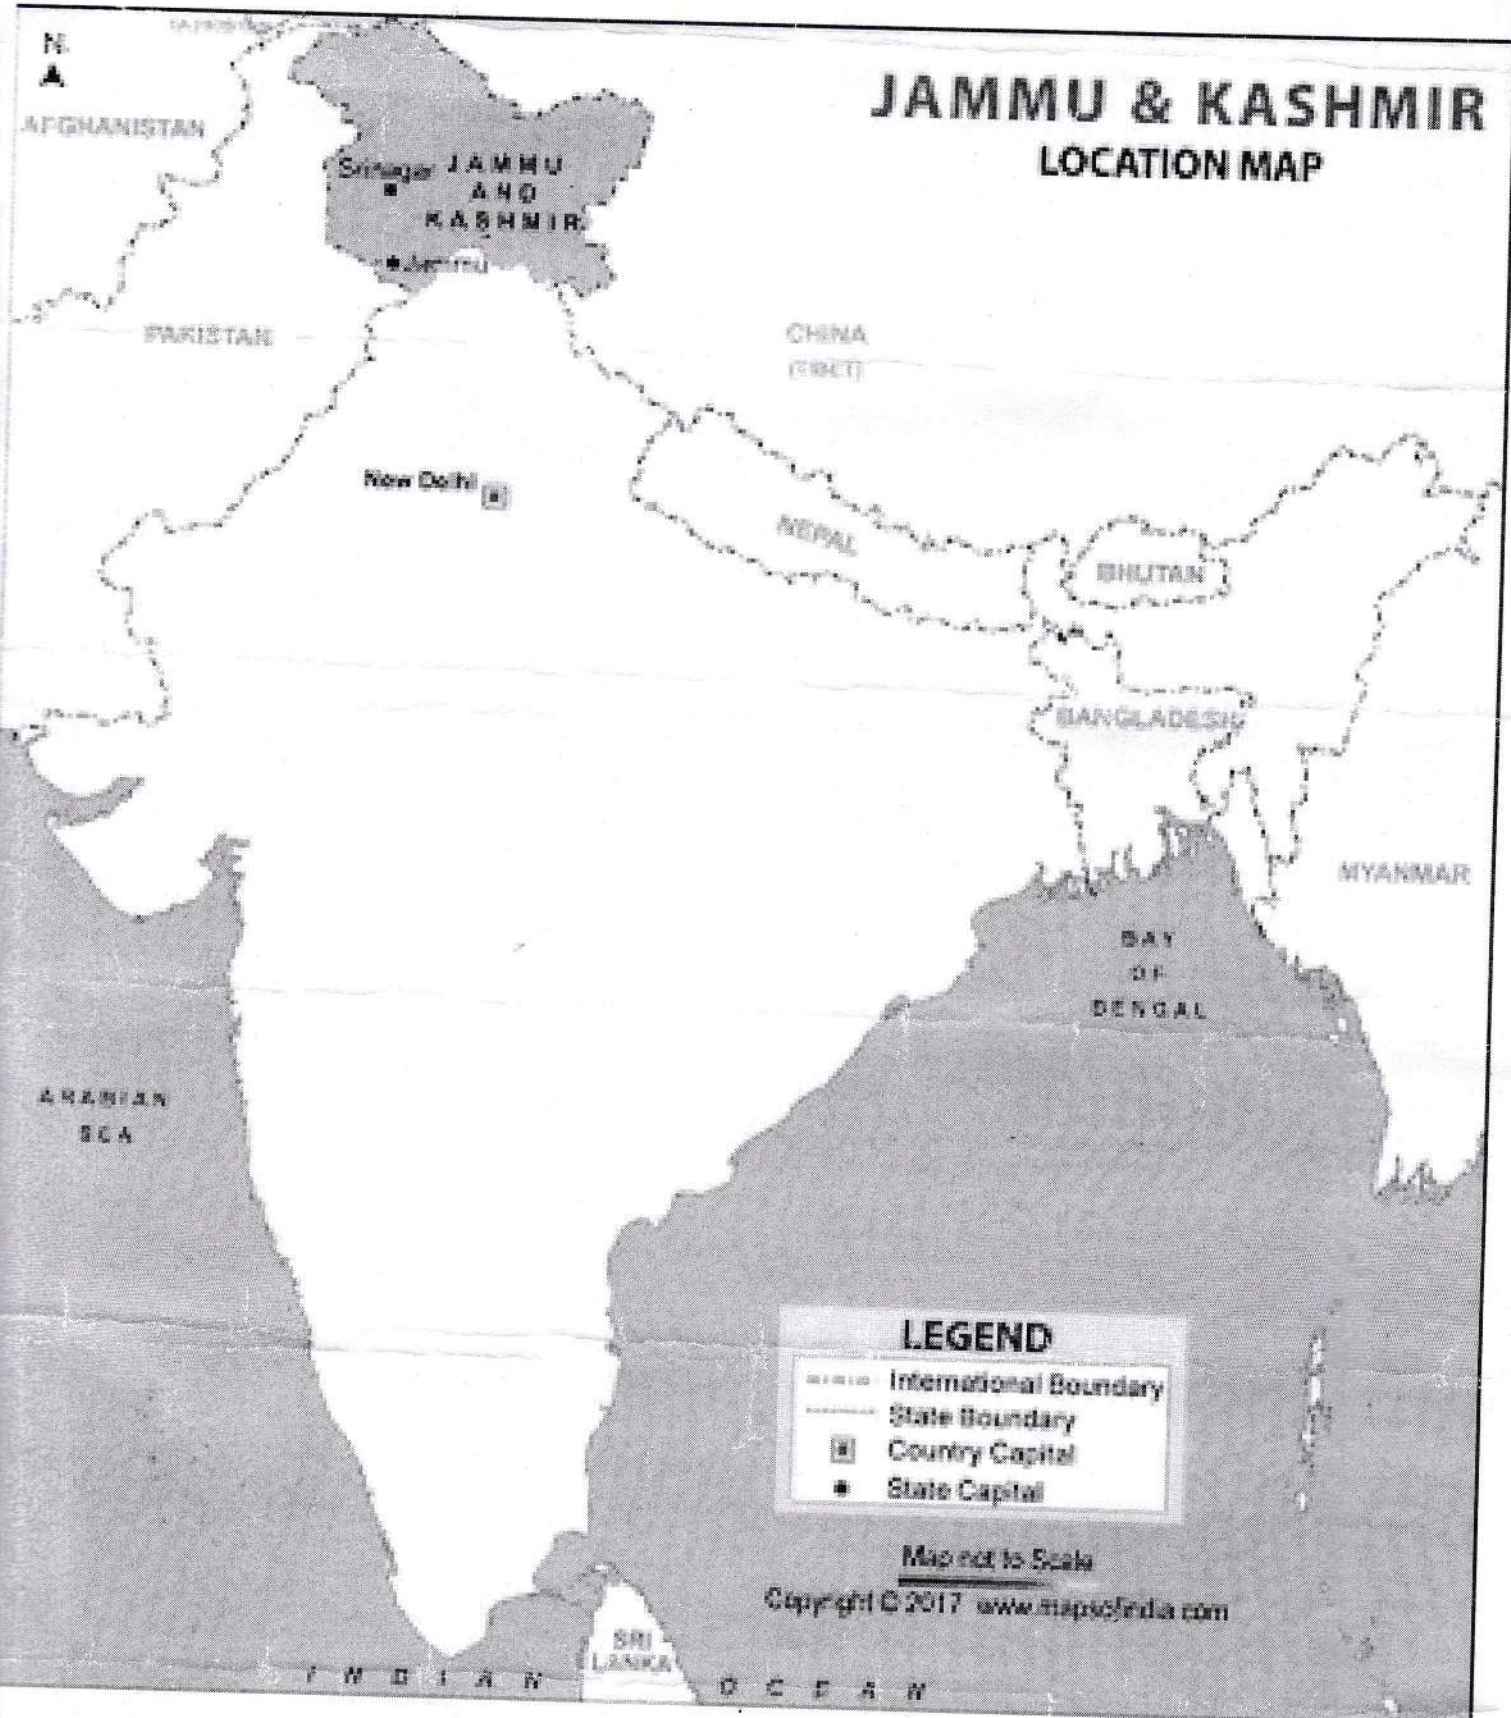 N
JAMMU & KASHMIR
LOCATION MAP
AFGHANISTAN
Srinagar
JAMMU
AND
KASHMIR
Jammu
PAKISTAN
CHINA
(TIBET)
New Delhi
NEPAL
BHUTAN
BANGLADESH
MYANMAR
BAY
OF
BENGAL
ARABIAN
SEA
LEGEND
International Boundary
State Boundary
Country Capital
State Capital
Map not to Scale
Copyright © 2017 www.mapsofindia.com
SRI
LANKA
INDIAN OCEAN